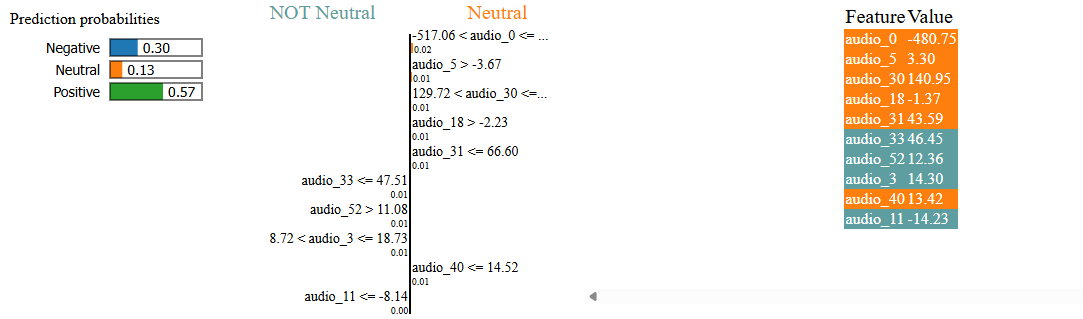 Prediction probabilities
Negative 0.30
Neutral 0.13
Positive 0.57
NOT Neutral Neutral
-517.06 < audio_0 <= ...
0.02
audio_5 > -3.67
0.01
129.72 < audio_30 <=...
0.01
audio_18 > -2.23
0.01
audio_31 <= 66.60
0.01
audio_33 <= 47.51
0.01
audio_52 > 11.08
0.01
8.72 < audio_3 <= 18.73
0.01
audio_40 <= 14.52
0.01
audio_11 <= -8.14
0.00
Feature Value
audio_0 -480.75
audio_5 3.30
audio_30 140.95
audio_18 -1.37
audio_31 43.59
audio_33 46.45
audio_52 12.36
audio_3 14.30
audio_40 13.42
audio_11 -14.23